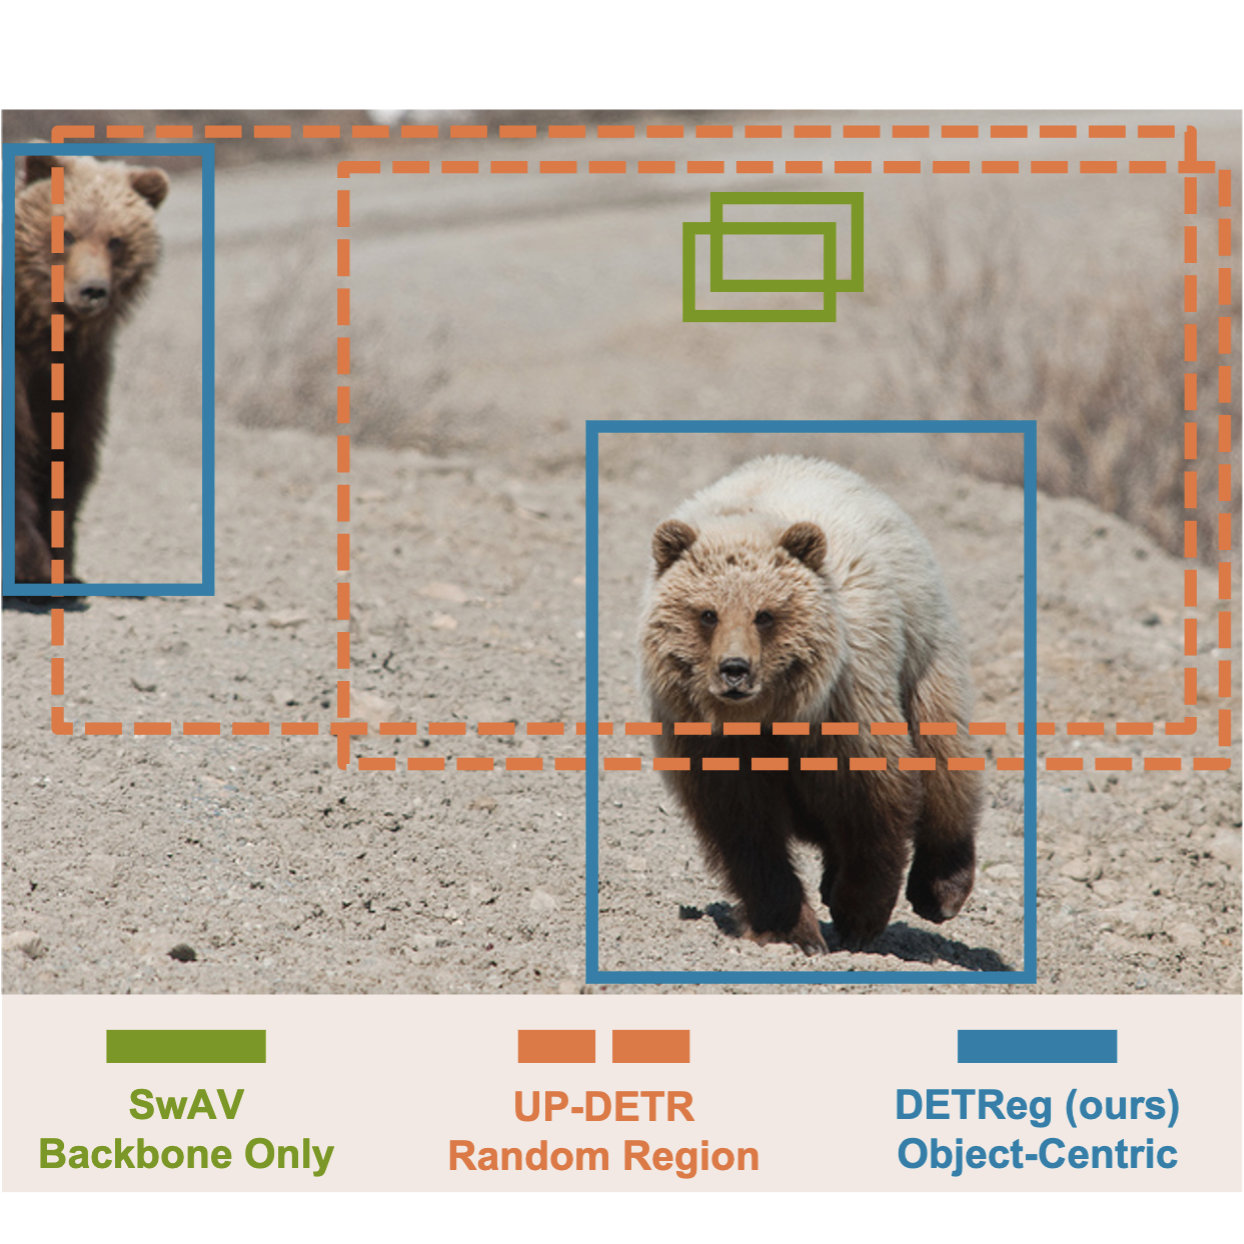 SwAV
Backbone Only
UP-DETR
Random Region
DETReg (ours)
Object-Centric